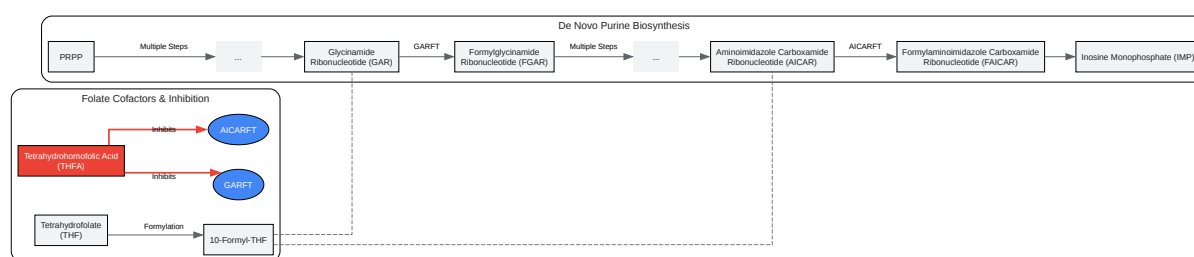 De Novo Purine Biosynthesis
PRPP
Multiple Steps
...
Glycinamide
Ribonucleotide (GAR)
GARFT
Formylglycinamide
Ribonucleotide (FGAR)
Multiple Steps
...
Aminoimidazole Carboxamide
Ribonucleotide (AICAR)
AICARFT
Formylaminoimidazole Carboxamide
Ribonucleotide (FAICAR)
Inosine Monophosphate (IMP)
Folate Cofactors & Inhibition
Tetrahydrohomofolic Acid
(THFA)
Inhibits
AICARFT
Inhibits
GARFT
Tetrahydrofolate
(THF)
Formylation
10-Formyl-THF